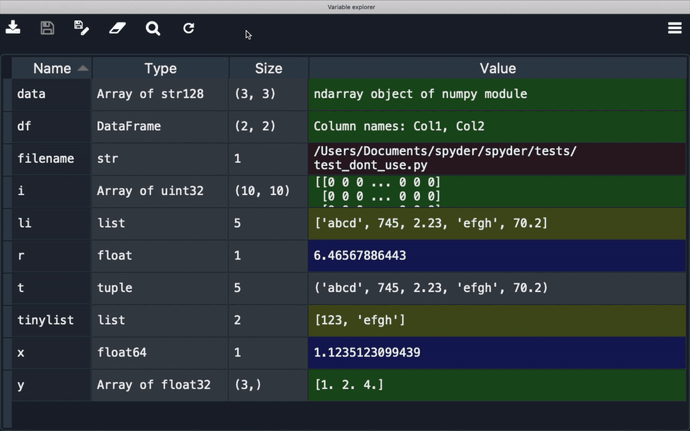 Variable explorer
Name Type Size Value
data Array of str128 (3, 3) ndarray object of numpy module
df DataFrame (2, 2) Column names: Col1, Col2
filename str 1 /Users/Documents/spyder/spyder/tests/
test_dont_use.py
i Array of uint32 (10, 10) [[0 0 0 ... 0 0 0]
[0 0 0 ... 0 0 0]
li list 5 ['abcd', 745, 2.23, 'efgh', 70.2]
r float 1 6.46567886443
t tuple 5 ('abcd', 745, 2.23, 'efgh', 70.2)
tinylist list 2 [123, 'efgh']
x float64 1 1.1235123099439
y Array of float32 (3,) [1. 2. 4.]